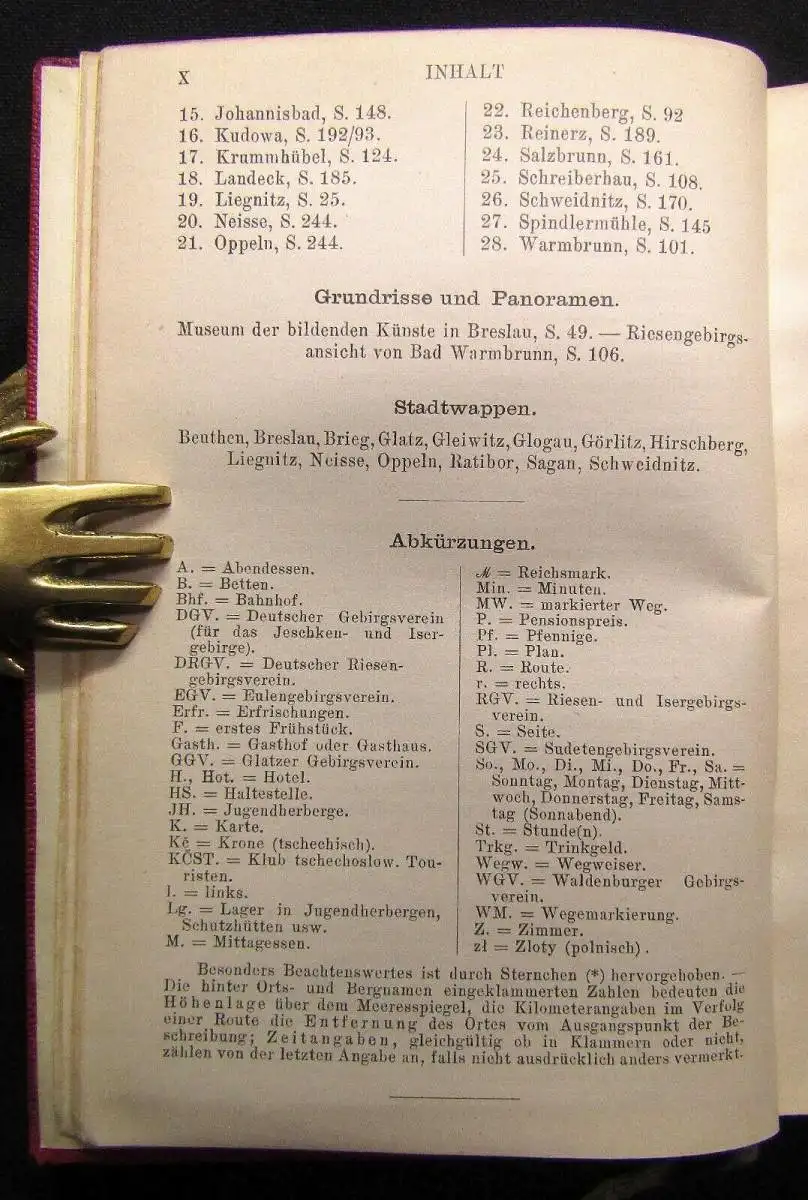 X
INHALT
15. Johannisbad, S. 148.
16. Kudowa, S. 192/93.
17. Krummhübel, S. 124.
18. Landeck, S. 185.
19. Liegnitz, S. 25.
20. Neisse, S. 244.
21. Oppeln, S. 244.
22. Reichenberg, S. 92
23. Reinerz, S. 189.
24. Salzbrunn, S. 161.
25. Schreiberhau, S. 108.
26. Schweidnitz, S. 170.
27. Spindlermühle, S. 145
28. Warmbrunn, S. 101.
Grundrisse und Panoramen.
Museum der bildenden Künste in Breslau, S. 49. — Riesengebirgs-
ansicht von Bad Warmbrunn, S. 106.
Stadtwappen.
Beuthen, Breslau, Brieg, Glatz, Gleiwitz, Glogau, Görlitz, Hirschberg,
Liegnitz, Neisse, Oppeln, Ratibor, Sagan, Schweidnitz.
Abkürzungen.
A. = Abendessen.
B. = Betten.
Bhf. = Bahnhof.
DGV. = Deutscher Gebirgsverein
(für das Jeschken- und Iser-
gebirge).
DRGV. = Deutscher Riesen-
gebirgsverein.
EGV. = Eulengebirgsverein.
Erfr. = Erfrischungen.
F. = erstes Frühstück.
Gasth. = Gasthof oder Gasthaus.
GGV. = Glatzer Gebirgsverein.
H., Hot. = Hotel.
HS. = Haltestelle.
JH. = Jugendherberge.
K. = Karte.
Kč = Krone (tschechisch).
KČST. = Klub tschechoslow. Tou-
risten.
l. = links.
Lg. = Lager in Jugendherbergen,
Schutzhütten usw.
M. = Mittagessen.
ℳ = Reichsmark.
Min. = Minuten.
MW. = markierter Weg.
P. = Pensionspreis.
Pf. = Pfennige.
Pl. = Plan.
R. = Route.
r. = rechts.
RGV. = Riesen- und Isergebirgs-
verein.
S. = Seite.
SGV. = Sudetengebirgsverein.
So., Mo., Di., Mi., Do., Fr., Sa. =
Sonntag, Montag, Dienstag, Mitt-
woch, Donnerstag, Freitag, Sams-
tag (Sonnabend).
St. = Stunde(n).
Trkg. = Trinkgeld.
Wegw. = Wegweiser.
WGV. = Waldenburger Gebirgs-
verein.
WM. = Wegemarkierung.
Z. = Zimmer.
zł = Zloty (polnisch).
Besonders Beachtenswertes ist durch Sternchen (*) hervorgehoben. —
Die hinter Orts- und Bergnamen eingeklammerten Zahlen bedeuten die
Höhenlage über dem Meeresspiegel, die Kilometerangaben im Verfolg
einer Route die Entfernung des Ortes vom Ausgangspunkt der Be-
schreibung; Zeitangaben, gleichgültig ob in Klammern oder nicht,
zählen von der letzten Angabe an, falls nicht ausdrücklich anders vermerkt.